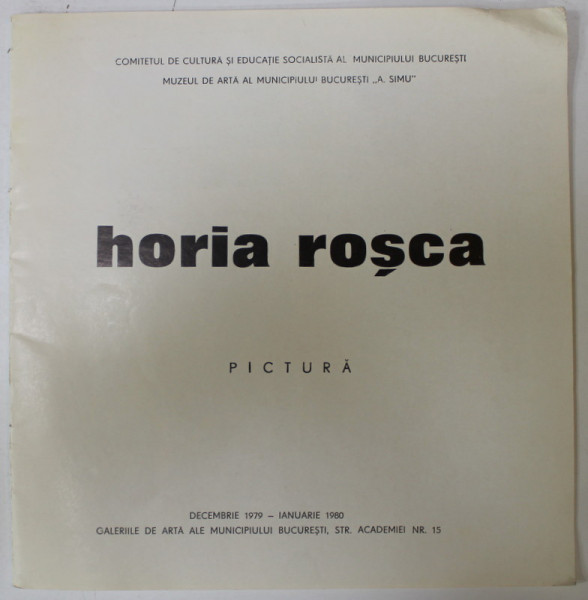 COMITETUL DE CULTURĂ ȘI EDUCAȚIE SOCIALISTĂ AL MUNICIPIULUI BUCUREȘTI
MUZEUL DE ARTĂ AL MUNICIPIULUI BUCUREȘTI „A. SIMU"
horia roșca
PICTURĂ
DECEMBRIE 1979 – IANUARIE 1980
GALERIILE DE ARTĂ ALE MUNICIPIULUI BUCUREȘTI, STR. ACADEMIEI NR. 15